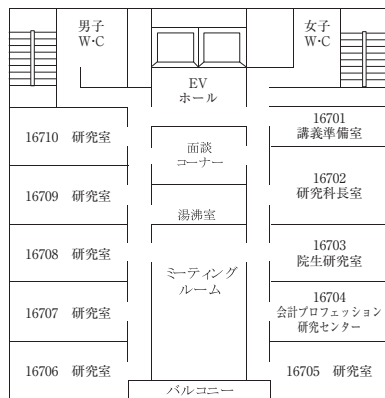 男子
W·C
女子
W·C
EV
ホール
16701
講義準備室
16710 研究室
面談
コーナー
16702
研究科長室
16709 研究室
湯沸室
16703
院生研究室
16708 研究室
ミーティング
ルーム
16704
会計プロフェッション
研究センター
16707 研究室
16706 研究室
16705 研究室
バルコニー